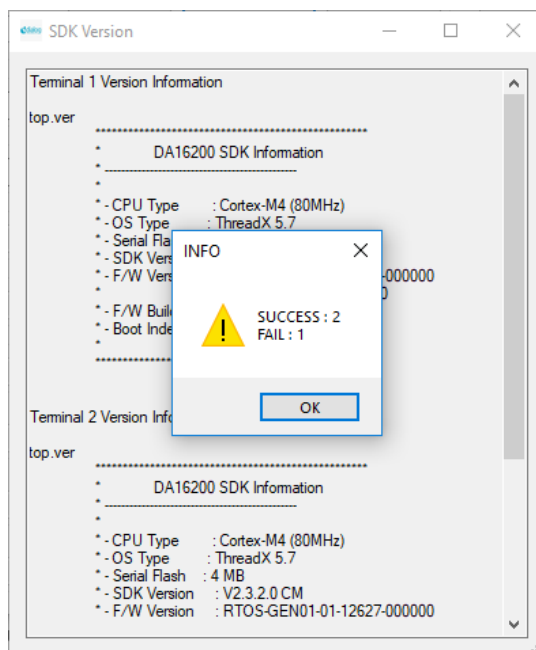 dialog SDK Version
Terminal 1 Version Information
top.ver
*****************************************************
* DA16200 SDK Information
* ----------------------------------------------
*
* - CPU Type : Cortex-M4 (80MHz)
* - OS Type : ThreadX 5.7
* - Serial Fla
* - SDK Vers
* - F/W Vers -000000
*
* - F/W Buil
* - Boot Inde
*
INFO
SUCCESS : 2
FAIL : 1
OK
Terminal 2 Version Info
top.ver
*****************************************************
* DA16200 SDK Information
* ----------------------------------------------
*
* - CPU Type : Cortex-M4 (80MHz)
* - OS Type : ThreadX 5.7
* - Serial Flash : 4 MB
* - SDK Version : V2.3.2.0 CM
* - F/W Version : RTOS-GEN01-01-12627-000000